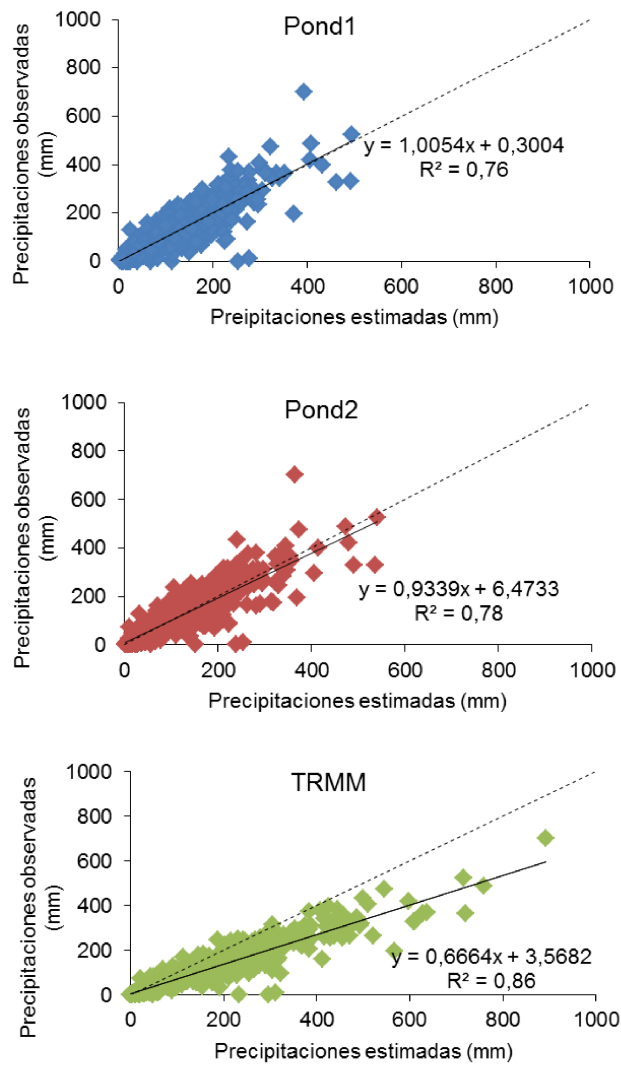 Pond1
Precipitaciones observadas
(mm)
1000
800
600
400
200
0
y = 1,0054x + 0,3004
R² = 0,76
0 200 400 600 800 1000
Preipitaciones estimadas (mm)
Pond2
Precipitaciones observadas
(mm)
1000
800
600
400
200
0
y = 0,9339x + 6,4733
R² = 0,78
0 200 400 600 800 1000
Precipitaciones estimadas (mm)
TRMM
Precipitaciones observadas
(mm)
1000
800
600
400
200
0
y = 0,6664x + 3,5682
R² = 0,86
0 200 400 600 800 1000
Precipitaciones estimadas (mm)